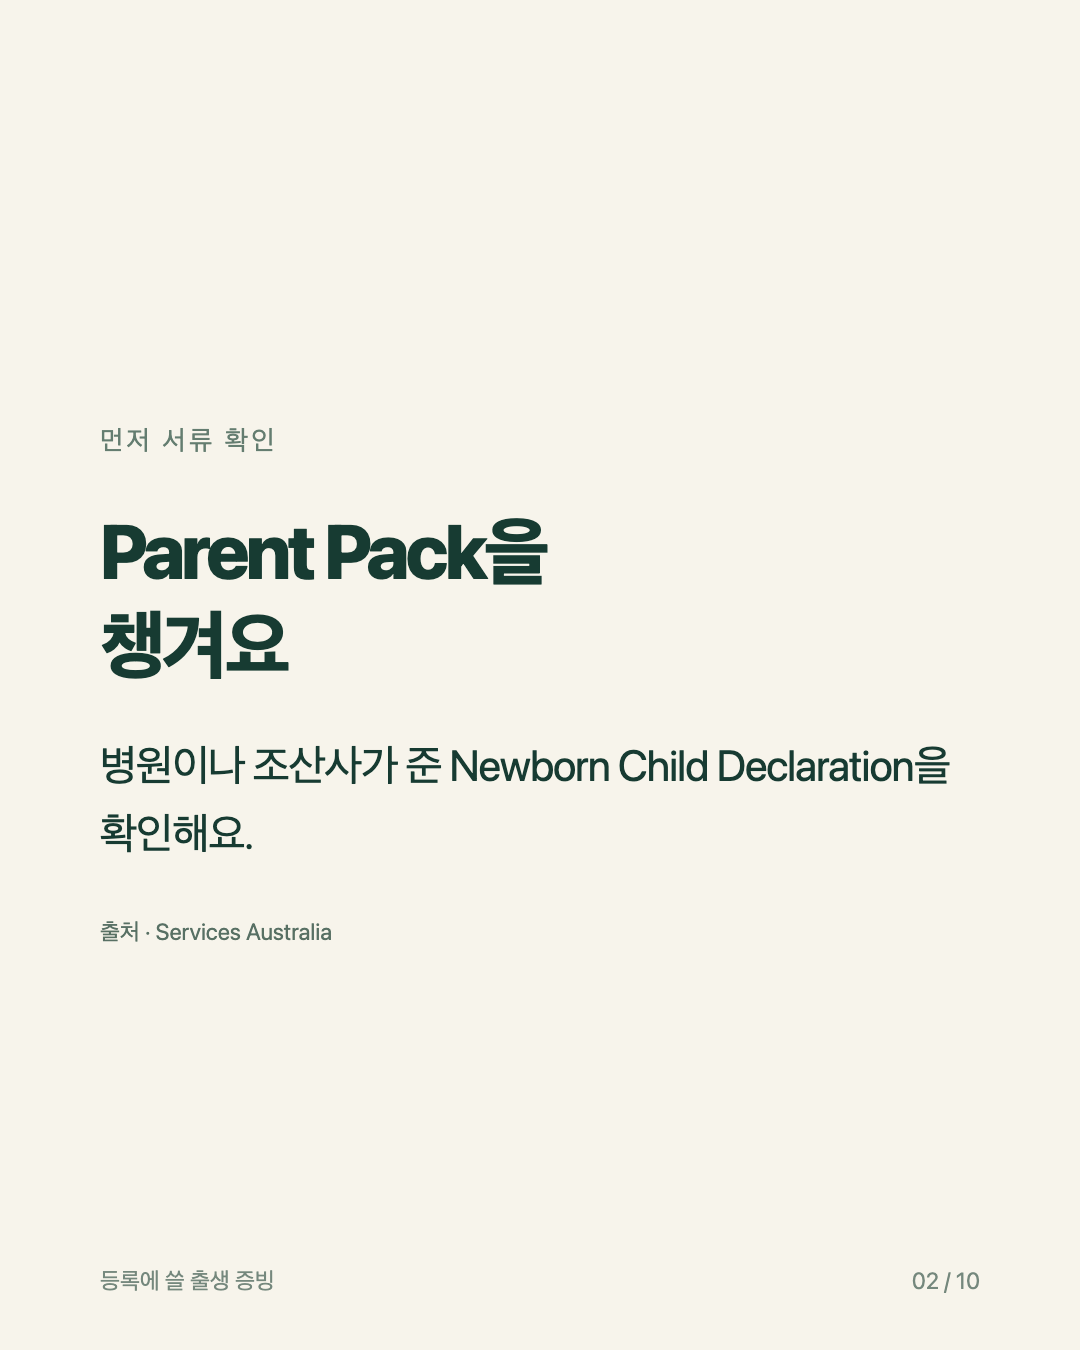 먼저 서류 확인
Parent Pack을
챙겨요
병원이나 조산사가 준 Newborn Child Declaration을
확인해요.
출처 · Services Australia
등록에 쓸 출생 증빙
02 / 10